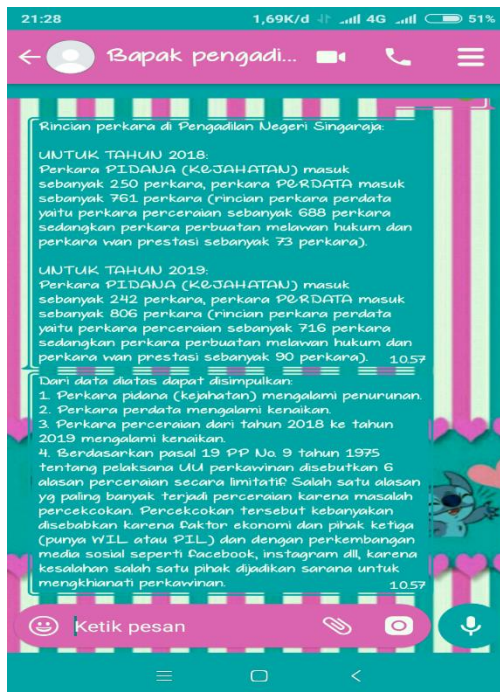 21:28
1,69K/d 4G 51%
Bapak pengadi...
Rincian perkara di Pengadilan Negeri Singaraja:
UNTUK TAHUN 2018:
Perkara PIDANA (KEJAHATAN) masuk
sebanyak 250 perkara, perkara PERDATA masuk
sebanyak 761 perkara (rincian perkara perdata
yaitu perkara perceraian sebanyak 688 perkara
sedangkan perkara perbuatan melawan hukum dan
perkara wan prestasi sebanyak 73 perkara).
UNTUK TAHUN 2019:
Perkara PIDANA (KEJAHATAN) masuk
sebanyak 242 perkara, perkara PERDATA masuk
sebanyak 806 perkara (rincian perkara perdata
yaitu perkara perceraian sebanyak 716 perkara
sedangkan perkara perbuatan melawan hukum dan
perkara wan prestasi sebanyak 90 perkara). 10.57
Dari data diatas dapat disimpulkan:
1. Perkara pidana (kejahatan) mengalami penurunan.
2. Perkara perdata mengalami kenaikan.
3. Perkara perceraian dari tahun 2018 ke tahun
2019 mengalami kenaikan.
4. Berdasarkan pasal 19 PP No. 9 tahun 1975
tentang pelaksana UU perkawinan disebutkan 6
alasan perceraian secara limitatif Salah satu alasan
yg paling banyak terjadi perceraian karena masalah
percekcokan. Percekcokan tersebut kebanyakan
disebabkan karena faktor ekonomi dan pihak ketiga
(punya WIL atau PIL) dan dengan perkembangan
media sosial seperti facebook, instagram dll, karena
kesalahan salah satu pihak dijadikan sarana untuk
mengkhianati perkawinan. 10.57
Ketik pesan